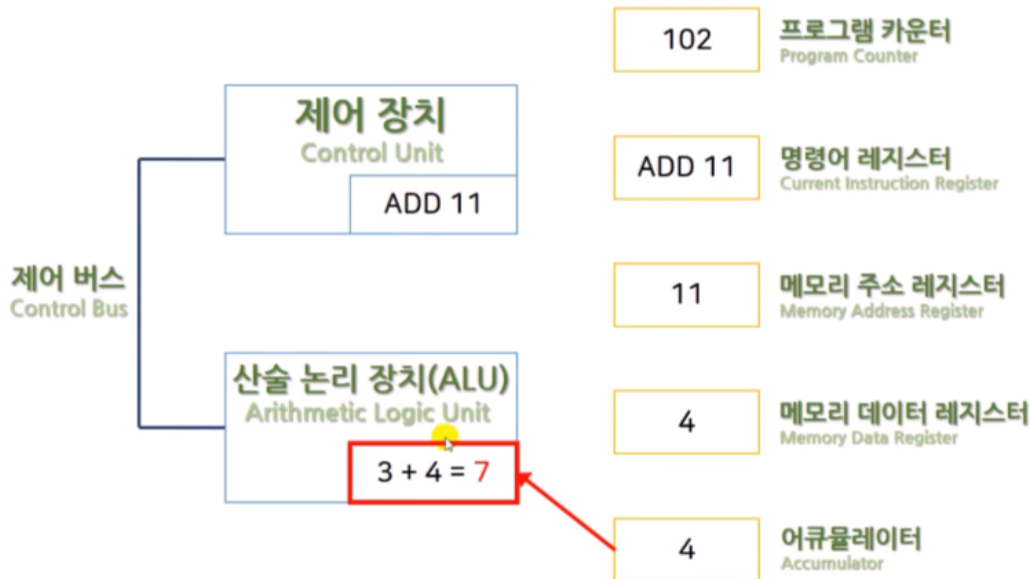 102
프로그램 카운터
Program Counter
제어 장치
Control Unit
ADD 11
ADD 11
명령어 레지스터
Current Instruction Register
제어 버스
Control Bus
11
메모리 주소 레지스터
Memory Address Register
산술 논리 장치(ALU)
Arithmetic Logic Unit
3 + 4 = 7
4
메모리 데이터 레지스터
Memory Data Register
4
어큐뮬레이터
Accumulator